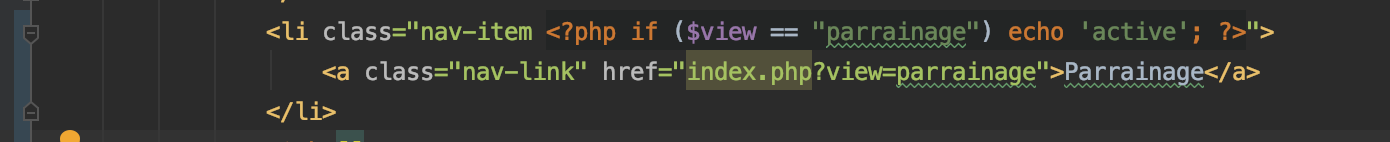 <li class="nav-item <?php if ($view == "parrainage") echo 'active'; ?>">
<a class="nav-link" href="index.php?view=parrainage">Parrainage</a>
</li>